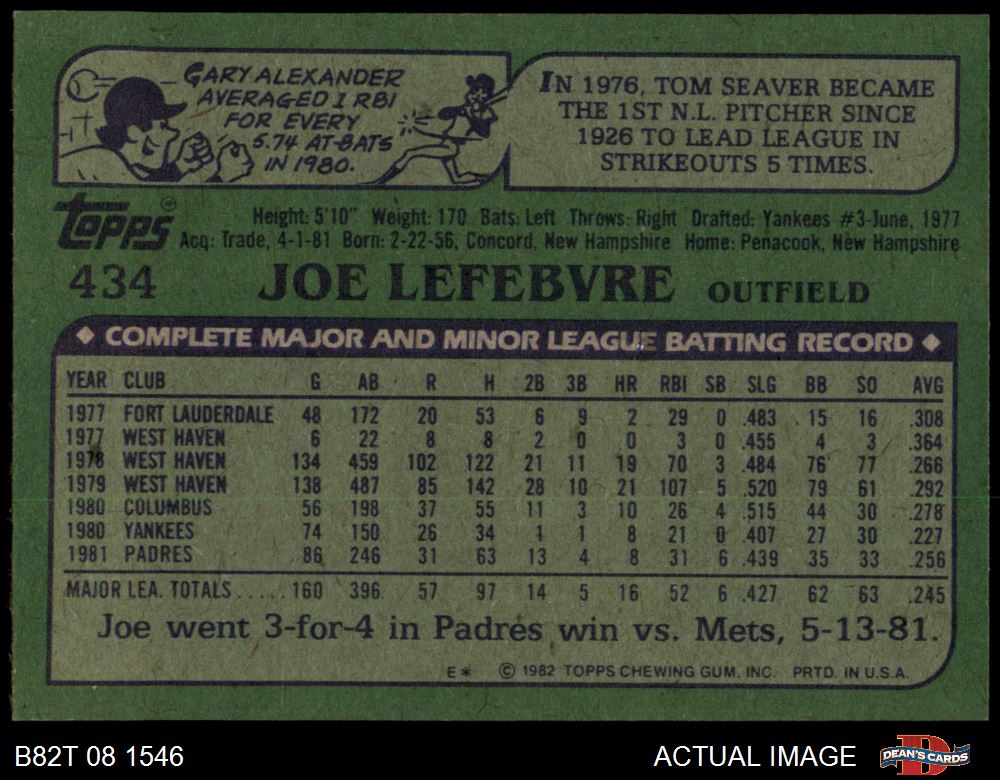 GARY ALEXANDER
AVERAGED 1 RBI
FOR EVERY
5.74 AT-BATS
IN 1980.
IN 1976, TOM SEAVER BECAME
THE 1ST N.L. PITCHER SINCE
1926 TO LEAD LEAGUE IN
STRIKEOUTS 5 TIMES.
topps®
Height: 5'10" Weight: 170 Bats: Left Throws: Right Drafted: Yankees #3-June, 1977
Acq: Trade, 4-1-81 Born: 2-22-56, Concord, New Hampshire Home: Penacook, New Hampshire
434 JOE LEFEBVRE OUTFIELD
◆ COMPLETE MAJOR AND MINOR LEAGUE BATTING RECORD ◆
YEAR CLUB G AB R H 2B 3B HR RBI SB SLG BB SO AVG
1977 FORT LAUDERDALE 48 172 20 53 6 9 2 29 0 .483 15 16 .308
1977 WEST HAVEN 6 22 8 8 2 0 0 3 0 .455 4 3 .364
1978 WEST HAVEN 134 459 102 122 21 11 19 70 3 .484 76 77 .266
1979 WEST HAVEN 138 487 85 142 28 10 21 107 5 .520 79 61 .292
1980 COLUMBUS 56 198 37 55 11 3 10 26 4 .515 44 30 .278
1980 YANKEES 74 150 26 34 1 1 8 21 0 .407 27 30 .227
1981 PADRES 86 246 31 63 13 4 8 31 6 .439 35 33 .256
MAJOR LEA. TOTALS..... 160 396 57 97 14 5 16 52 6 .427 62 63 .245
Joe went 3-for-4 in Padres win vs. Mets, 5-13-81.
E* © 1982 TOPPS CHEWING GUM, INC. PRTD. IN U.S.A.
B82T 08 1546 ACTUAL IMAGE DEAN'S CARDS